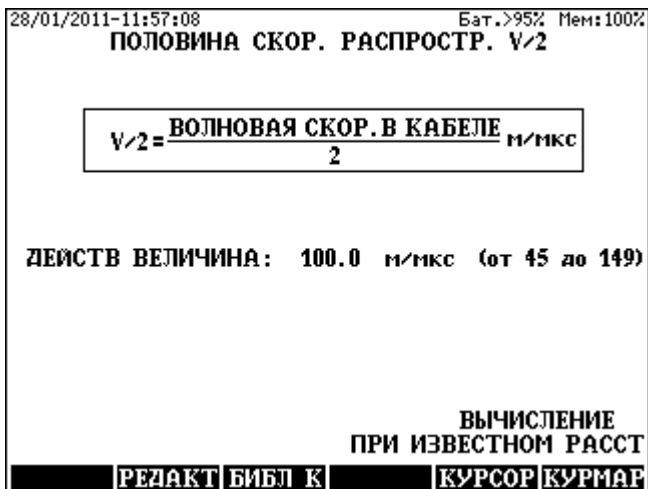 28/01/2011-11:57:08 Бат.>95% Мем:100%
ПОЛОВИНА СКОР. РАСПРОСТР. V/2
V/2=ВОЛНОВАЯ СКОР.В КАБЕЛЕ м/мкс
2
ДЕЙСТВ ВЕЛИЧИНА: 100.0 м/мкс (от 45 до 149)
ВЫЧИСЛЕНИЕ
ПРИ ИЗВЕСТНОМ РАССТ
РЕДАКТ БИБЛ К КУРСОР КУРМАР